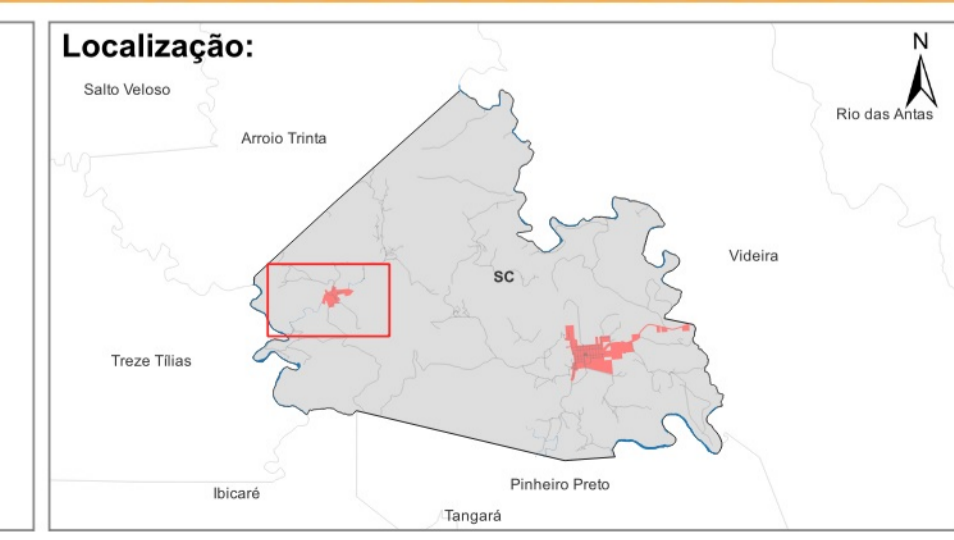 Localização:
N
Salto Veloso
Rio das Antas
Arroio Trinta
Videira
SC
Treze Tílias
Pinheiro Preto
Ibicaré
Tangará